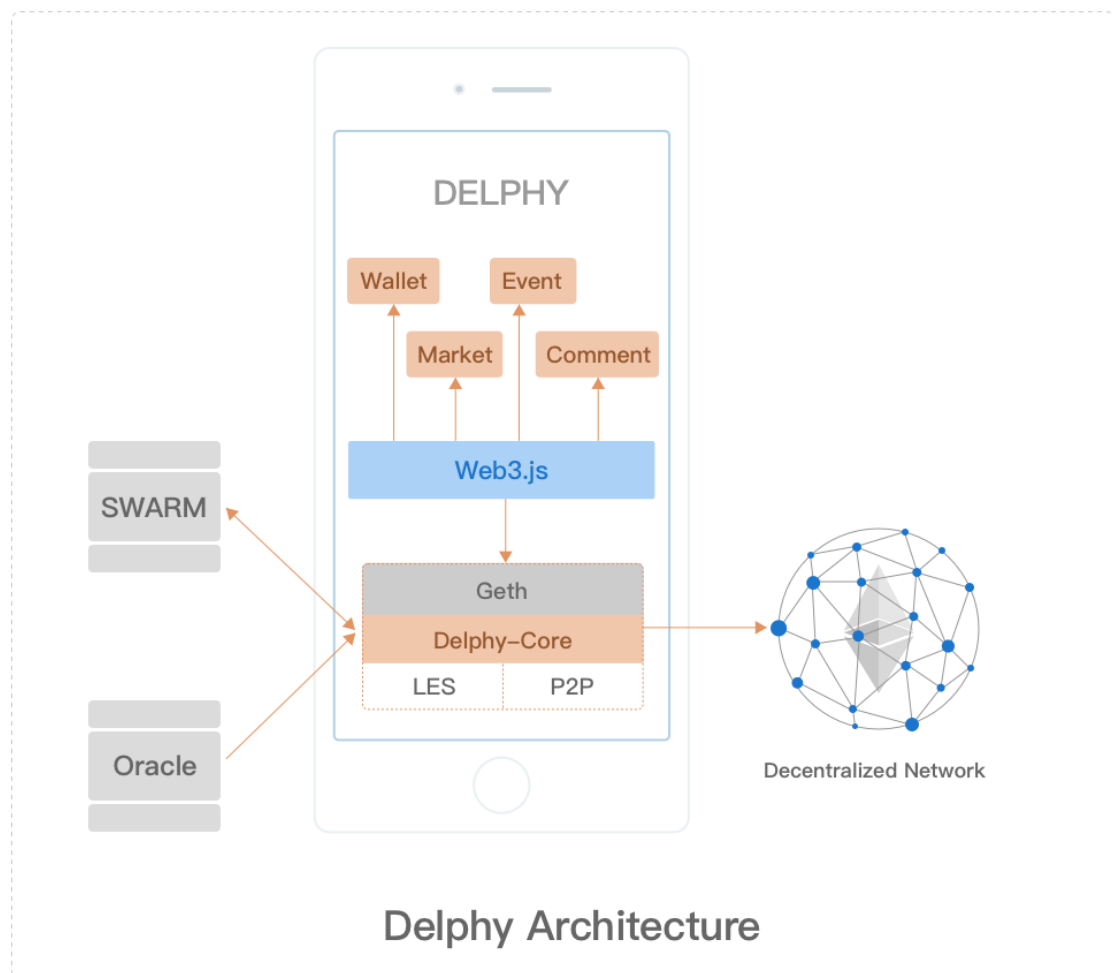 DELPHY
Wallet
Event
Market
Comment
Web3.js
SWARM
Geth
Delphy-Core
LES
P2P
Oracle
Decentralized Network
Delphy Architecture